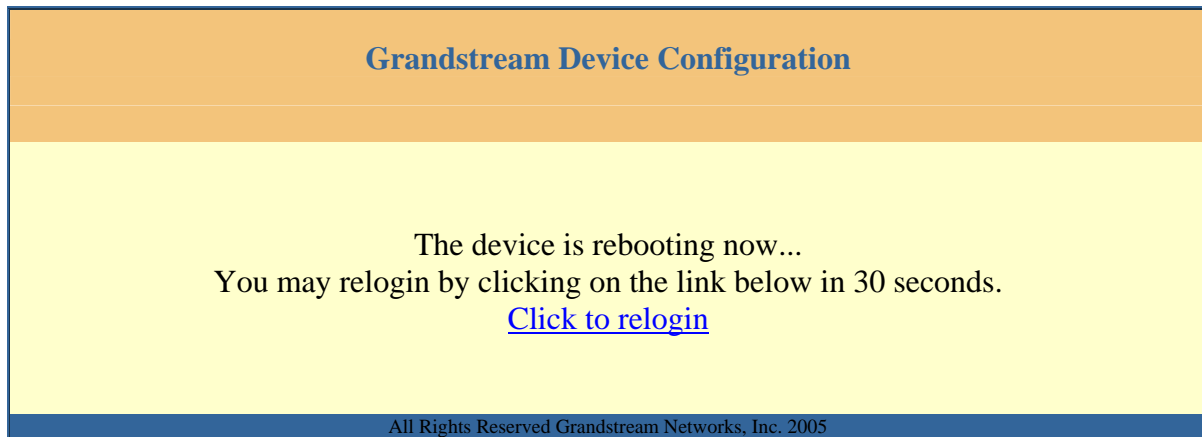 Grandstream Device Configuration
The device is rebooting now...
You may relogin by clicking on the link below in 30 seconds.
Click to relogin
All Rights Reserved Grandstream Networks, Inc. 2005